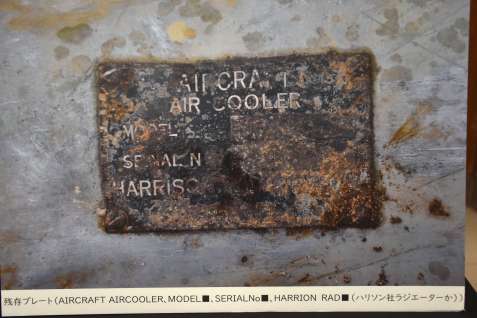 AIRCRAFT
AIR COOLER
MODEL
SERIAL N
HARRISO
残存プレート(AIRCRAFT AIRCOOLER、MODEL■、SERIALNo■、HARRION RAD■(ハリソン社ラジエーターか))